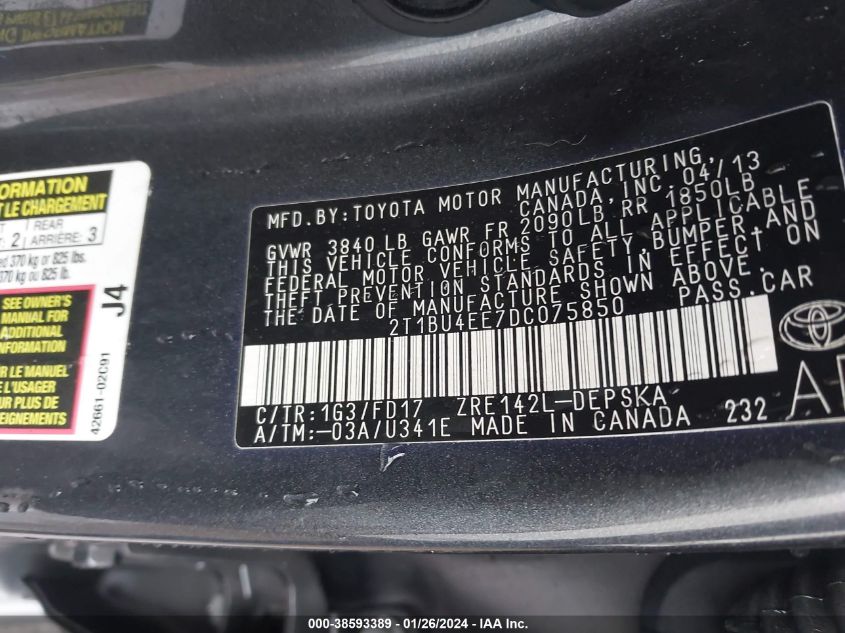 ORMATION
T LE CHARGEMENT
T REAR
: 2 ARRIÈRE: 3
ed 370 kg or 825 lbs.
370 kg ou 825 lb.
SEE OWNER'S
MANUAL FOR
ADDITIONAL
INFORMATION
R LE MANUEL
E L'USAGER
R PLUS DE
EIGNEMENTS
J4
42661-02C91
MFD. BY: TOYOTA MOTOR MANUFACTURING,
CANADA, INC. 04/13
GVWR 3840 LB GAWR FR 2090LB, RR 1850LB
THIS VEHICLE CONFORMS TO ALL APPLICABLE
FEDERAL MOTOR VEHICLE SAFETY, BUMPER, AND
THEFT PREVENTION STANDARDS IN EFFECT ON
THE DATE OF MANUFACTURE SHOWN ABOVE.
2T1BU4EE7DC075850 PASS. CAR
C/TR: 1G3/FD17 ZRE142L-DEPSKA
A/TM: -03A/U341E MADE IN CANADA 232
000-38593389 | 01/26/2024 | IMPACT AUCTIONS, INC.